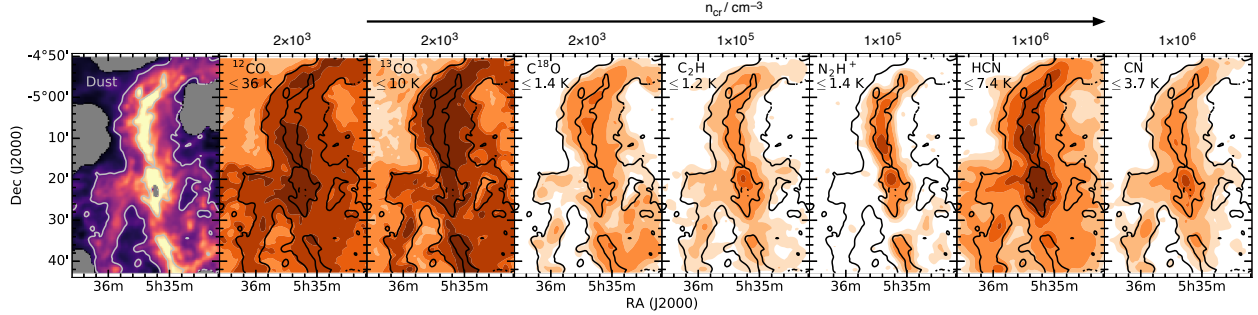 n_cr / cm⁻³
2×10³ 2×10³ 2×10³ 1×10⁵ 1×10⁵ 1×10⁶ 1×10⁶
-4°50'
-5°00'
10'
20'
30'
40'
Dec (J2000)
Dust
¹²CO
≤36 K
¹³CO
≤10 K
C¹⁸O
≤1.4 K
C₂H
≤1.2 K
N₂H⁺
≤1.4 K
HCN
≤7.4 K
CN
≤3.7 K
36m 5h35m 36m 5h35m 36m 5h35m 36m 5h35m 36m 5h35m 36m 5h35m 36m 5h35m 36m 5h35m
RA (J2000)